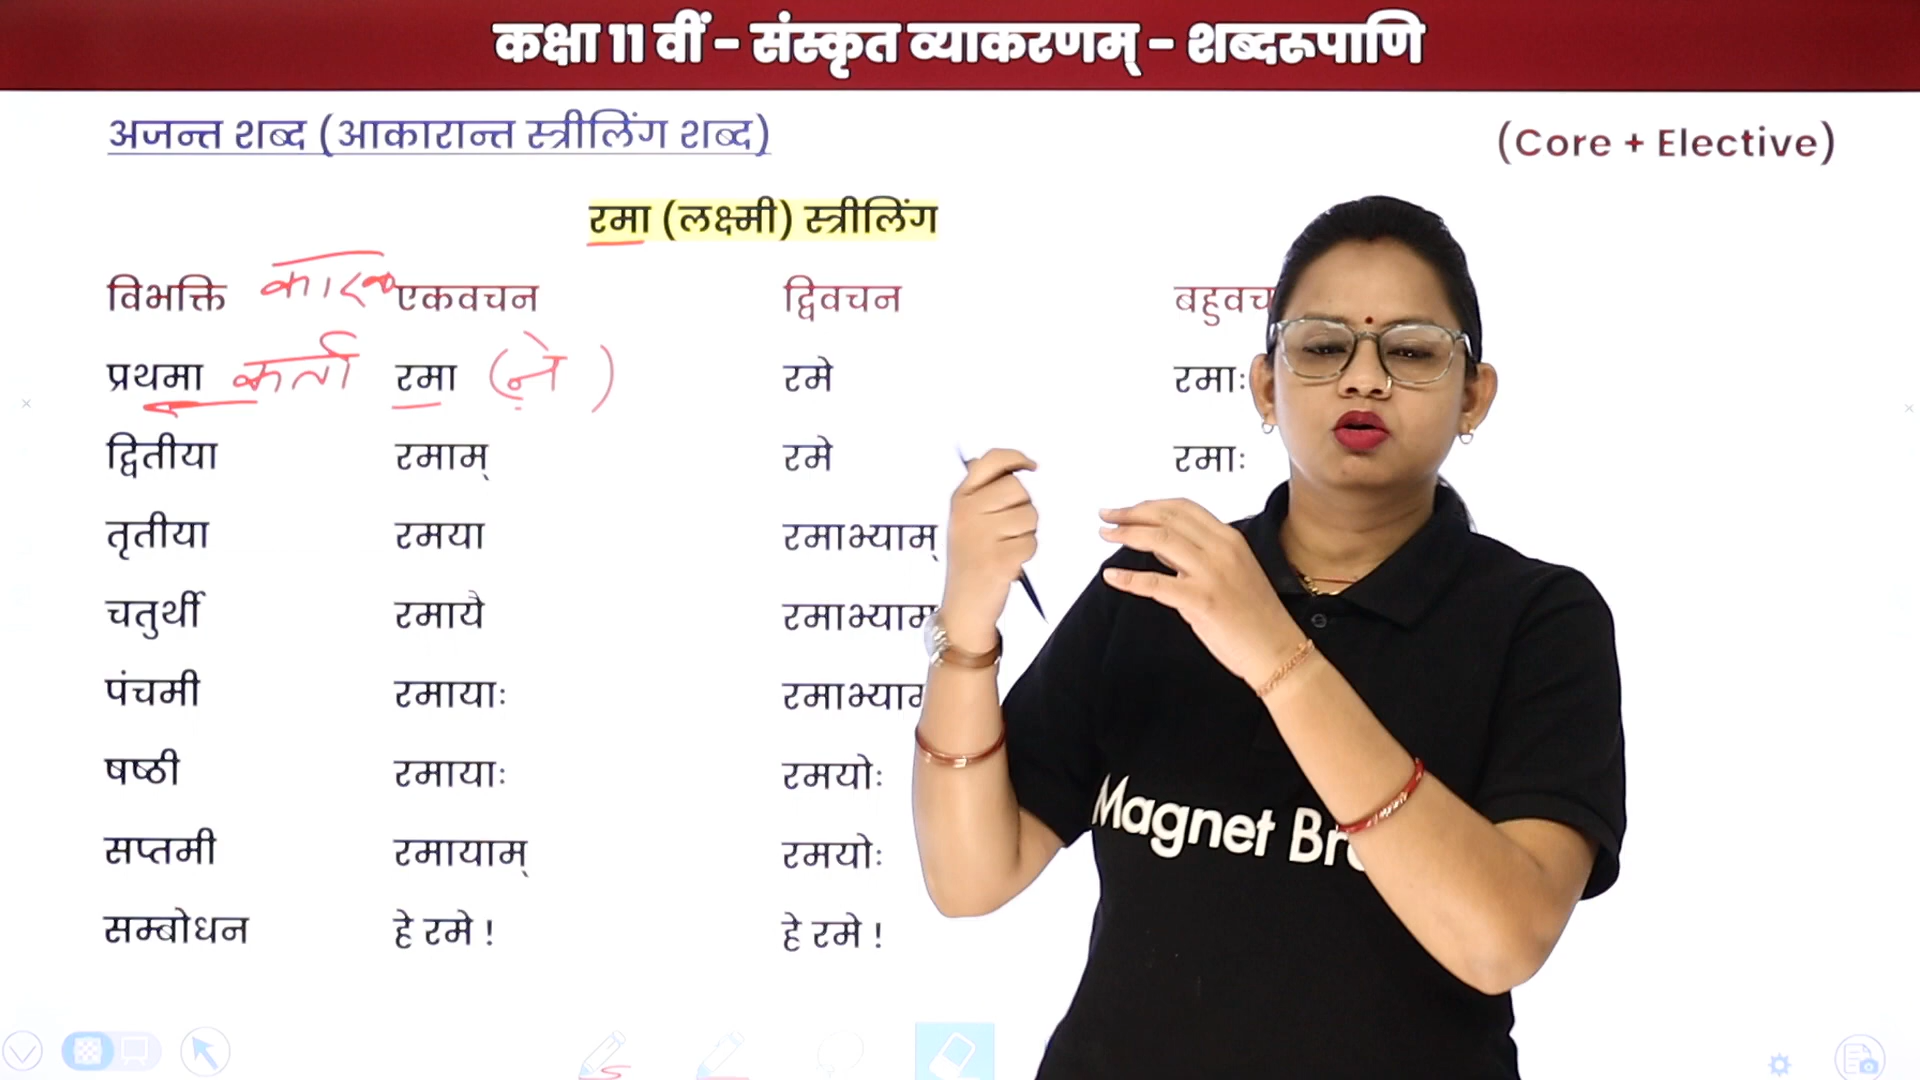 कक्षा 11 वीं - संस्कृत व्याकरणम् - शब्दरूपाणि
अजन्त शब्द (आकारान्त स्त्रीलिंग शब्द) (Core + Elective)
रमा (लक्ष्मी) स्त्रीलिंग
विभक्ति कारक एकवचन द्विवचन
प्रथमा कर्ता रमा (ने) रमे रमाः
द्वितीया रमाम् रमे रमाः
तृतीया रमया रमाभ्याम्
चतुर्थी रमायै रमाभ्याम्
पंचमी रमायाः
षष्ठी रमायाः रमयोः
सप्तमी रमायाम् रमयोः
सम्बोधन हे रमे ! हे रमे !
Magnet